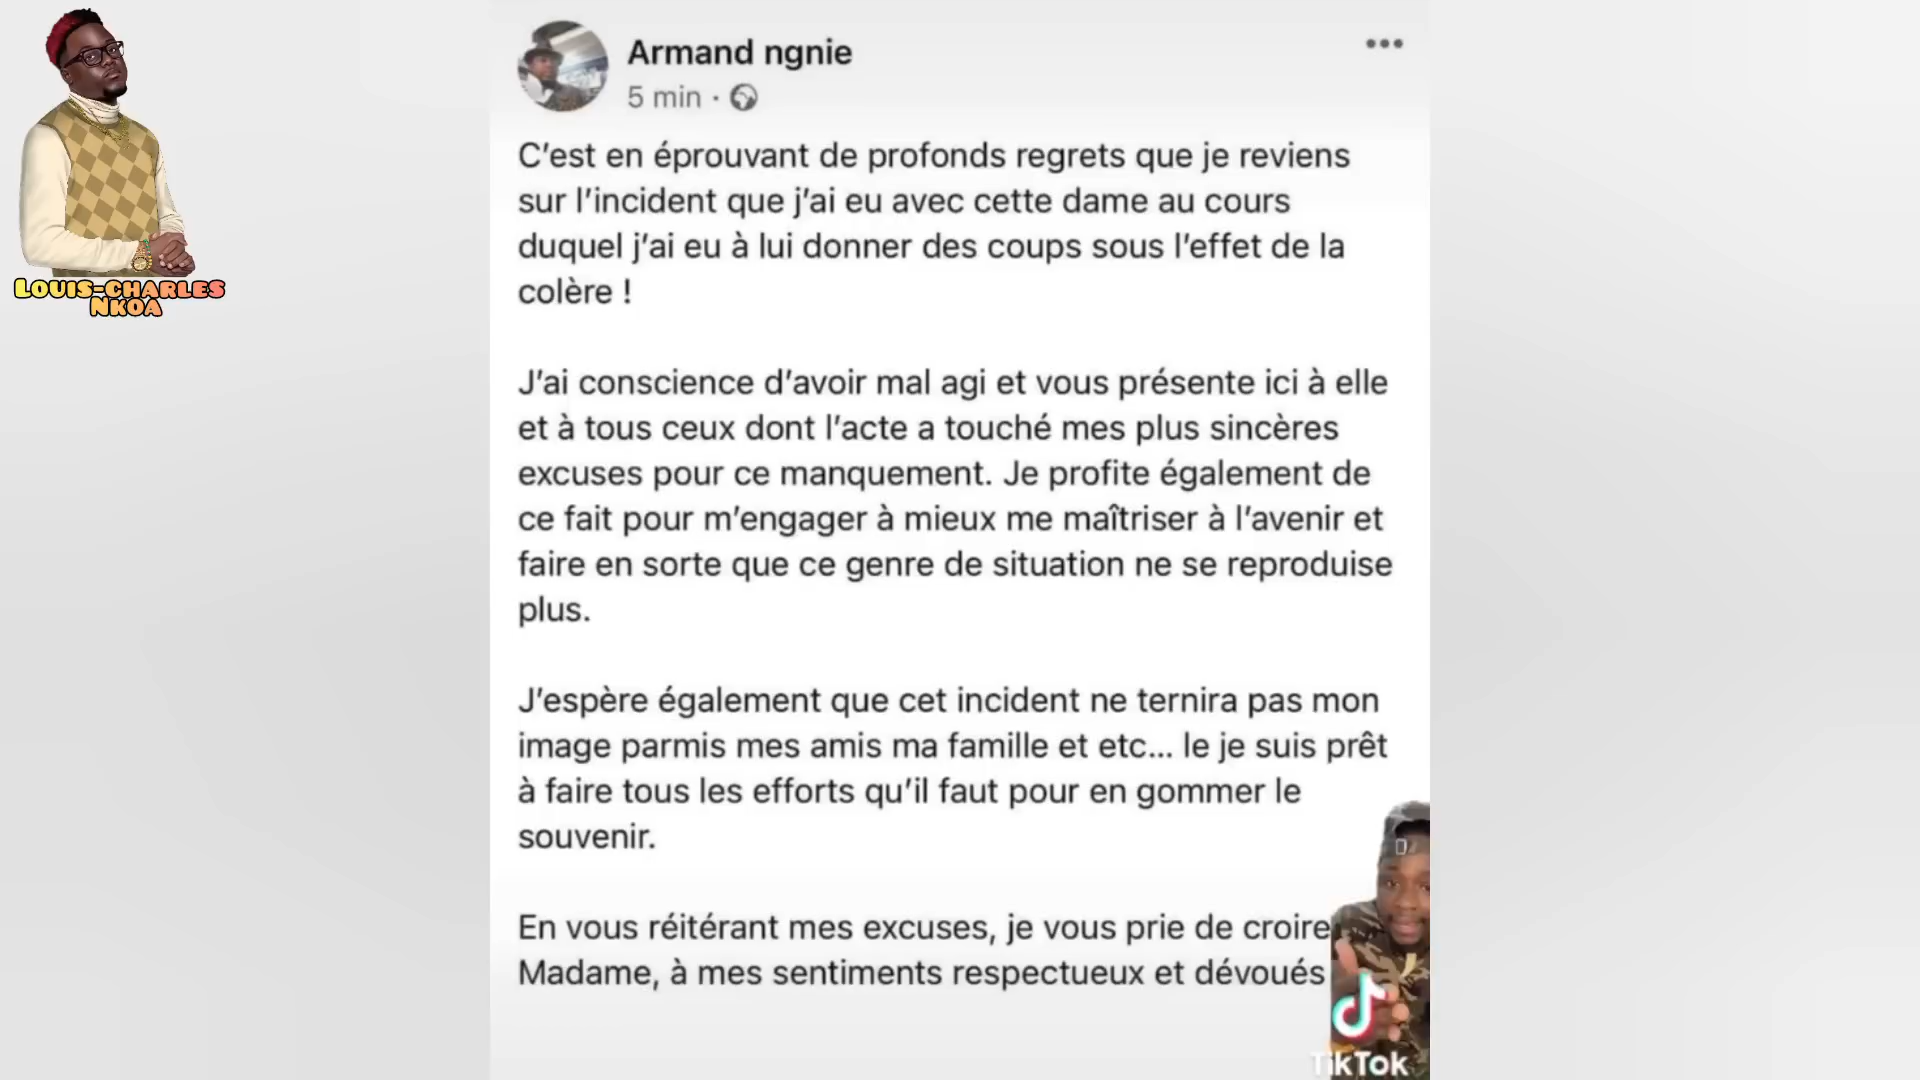 Armand ngnie
5 min ·
C’est en éprouvant de profonds regrets que je reviens
sur l’incident que j’ai eu avec cette dame au cours
duquel j’ai eu à lui donner des coups sous l’effet de la
colère !
J’ai conscience d’avoir mal agi et vous présente ici à elle
et à tous ceux dont l’acte a touché mes plus sincères
excuses pour ce manquement. Je profite également de
ce fait pour m’engager à mieux me maîtriser à l’avenir et
faire en sorte que ce genre de situation ne se reproduise
plus.
J’espère également que cet incident ne ternira pas mon
image parmis mes amis ma famille et etc... le je suis prêt
à faire tous les efforts qu’il faut pour en gommer le
souvenir.
En vous réitérant mes excuses, je vous prie de croire
Madame, à mes sentiments respectueux et dévoués
LOUIS-CHARLES
NKOA
TikTok